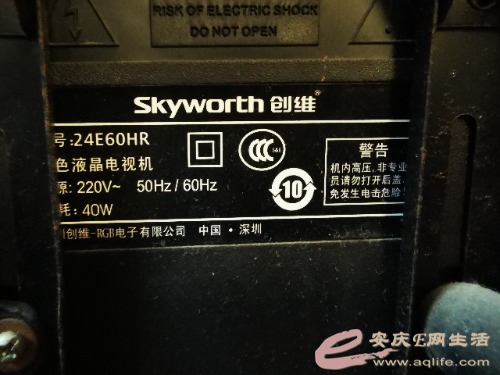 RISK OF ELECTRIC SHOCK
DO NOT OPEN
Skyworth 创维®
号:24E60HR
色液晶电视机
源: 220V~ 50Hz / 60Hz
耗: 40W
创维-RGB电子有限公司 中国·深圳
10
警告
机内高压,非专业
员请勿打开后盖,
免发生电击危险
安庆E网生活
www.aqlife.com